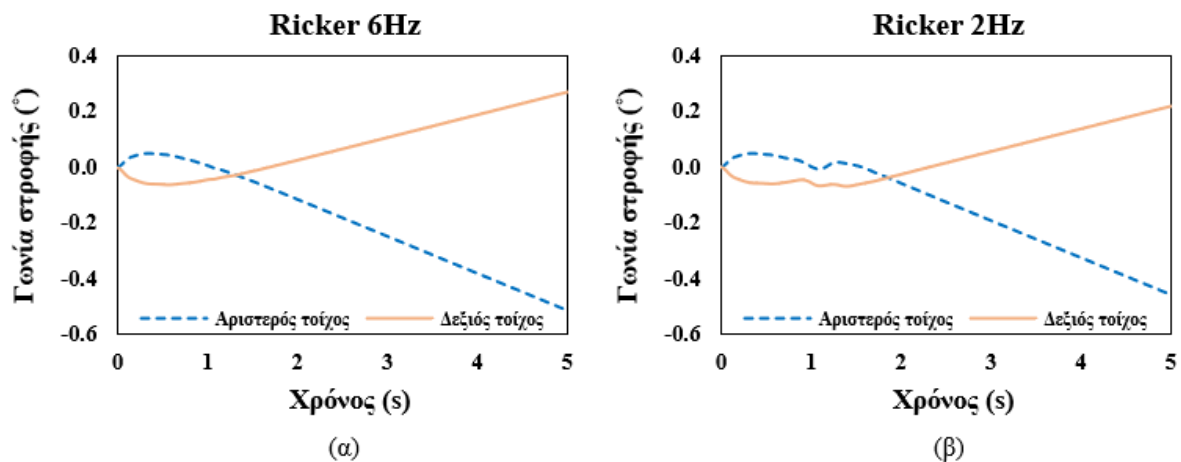 Ricker 6Hz
0.4
0.2
0.0
-0.2
-0.4
-0.6
Γωνία στροφής (°)
Αριστερός τοίχος
Δεξιός τοίχος
0 1 2 3 4 5
Χρόνος (s)
(α)
Ricker 2Hz
0.4
0.2
0.0
-0.2
-0.4
-0.6
Γωνία στροφής (°)
Αριστερός τοίχος
Δεξιός τοίχος
0 1 2 3 4 5
Χρόνος (s)
(β)